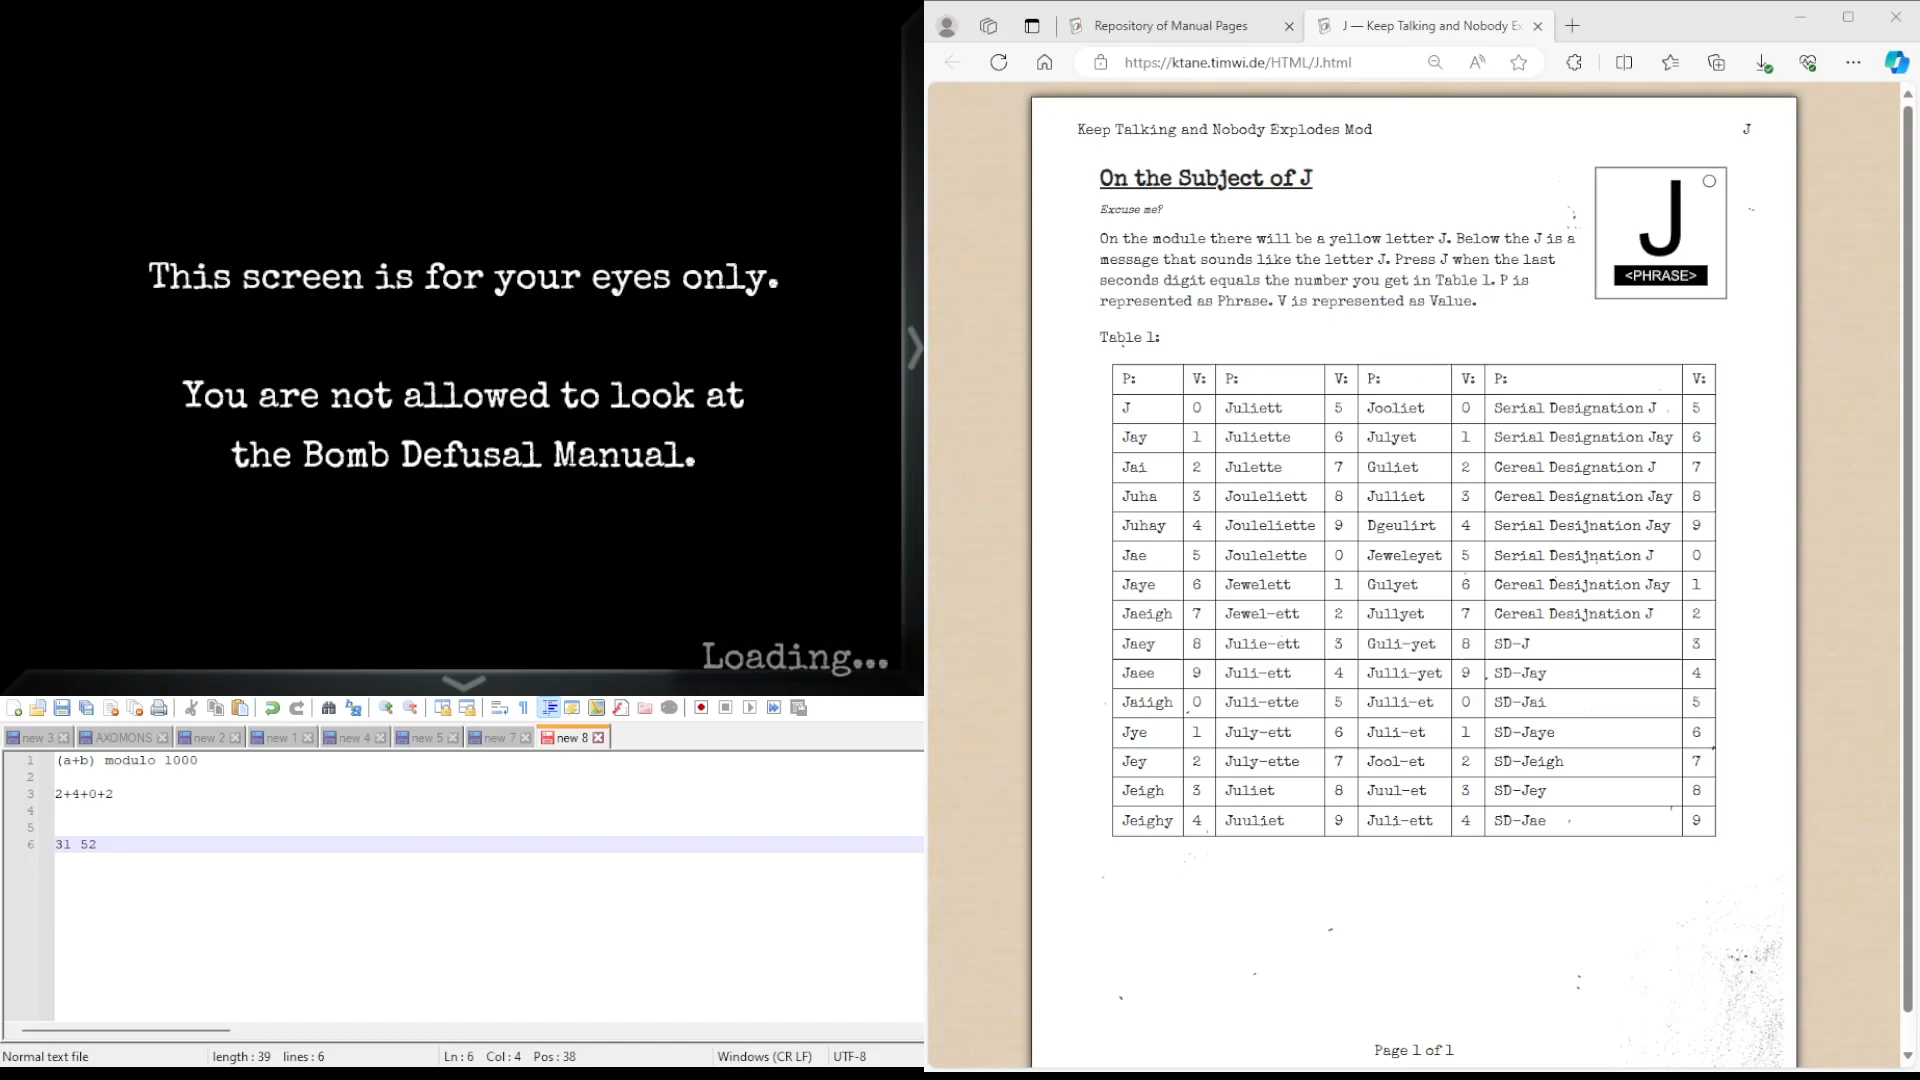 This screen is for your eyes only.
You are not allowed to look at
the Bomb Defusal Manual.
Loading...
new 3
AXOMONS
new 2
new 1
new 4
new 5
new 7
new 8
1 (a+b) modulo 1000
2
3 2+4+0+2
4
5
6 31 52
Normal text file length : 39 lines : 6 Ln : 6 Col : 4 Pos : 38 Windows (CR LF) UTF-8
Repository of Manual Pages
J — Keep Talking and Nobody Ex
https://ktane.timwi.de/HTML/J.html
Keep Talking and Nobody Explodes Mod J
On the Subject of J
Excuse me?
On the module there will be a yellow letter J. Below the J is a
message that sounds like the letter J. Press J when the last
seconds digit equals the number you get in Table 1. P is
represented as Phrase. V is represented as Value.
J
<PHRASE>
Table 1:
P: V: P: V: P: V: P: V:
J 0 Juliett 5 Jooliet 0 Serial Designation J 5
Jay 1 Juliette 6 Julyet 1 Serial Designation Jay 6
Jai 2 Julette 7 Guliet 2 Cereal Designation J 7
Juha 3 Jouleliett 8 Julliet 3 Cereal Designation Jay 8
Juhay 4 Jouleliette 9 Dgeulirt 4 Serial Desijnation Jay 9
Jae 5 Joulelette 0 Jeweleyet 5 Serial Desijnation J 0
Jaye 6 Jewelett 1 Gulyet 6 Cereal Desijnation Jay 1
Jaeigh 7 Jewel-ett 2 Jullyet 7 Cereal Desijnation J 2
Jaey 8 Julie-ett 3 Guli-yet 8 SD-J 3
Jaee 9 Juli-ett 4 Julli-yet 9 SD-Jay 4
Jaiigh 0 Juli-ette 5 Julli-et 0 SD-Jai 5
Jye 1 July-ett 6 Juli-et 1 SD-Jaye 6
Jey 2 July-ette 7 Jool-et 2 SD-Jeigh 7
Jeigh 3 Juliet 8 Juul-et 3 SD-Jey 8
Jeighy 4 Juuliet 9 Juli-ett 4 SD-Jae 9
Page 1 of 1